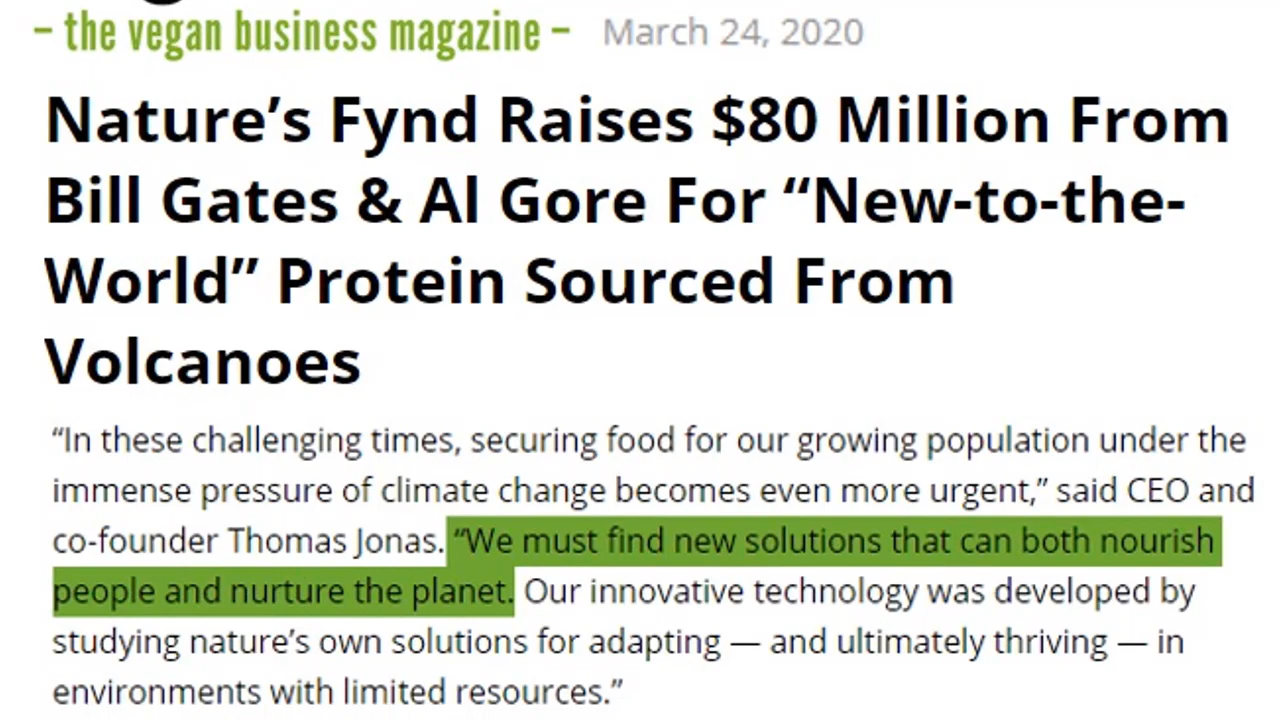 – the vegan business magazine – March 24, 2020
Nature’s Fynd Raises $80 Million From
Bill Gates & Al Gore For “New-to-the-
World” Protein Sourced From
Volcanoes
“In these challenging times, securing food for our growing population under the
immense pressure of climate change becomes even more urgent,” said CEO and
co-founder Thomas Jonas. “We must find new solutions that can both nourish
people and nurture the planet. Our innovative technology was developed by
studying nature’s own solutions for adapting — and ultimately thriving — in
environments with limited resources.”